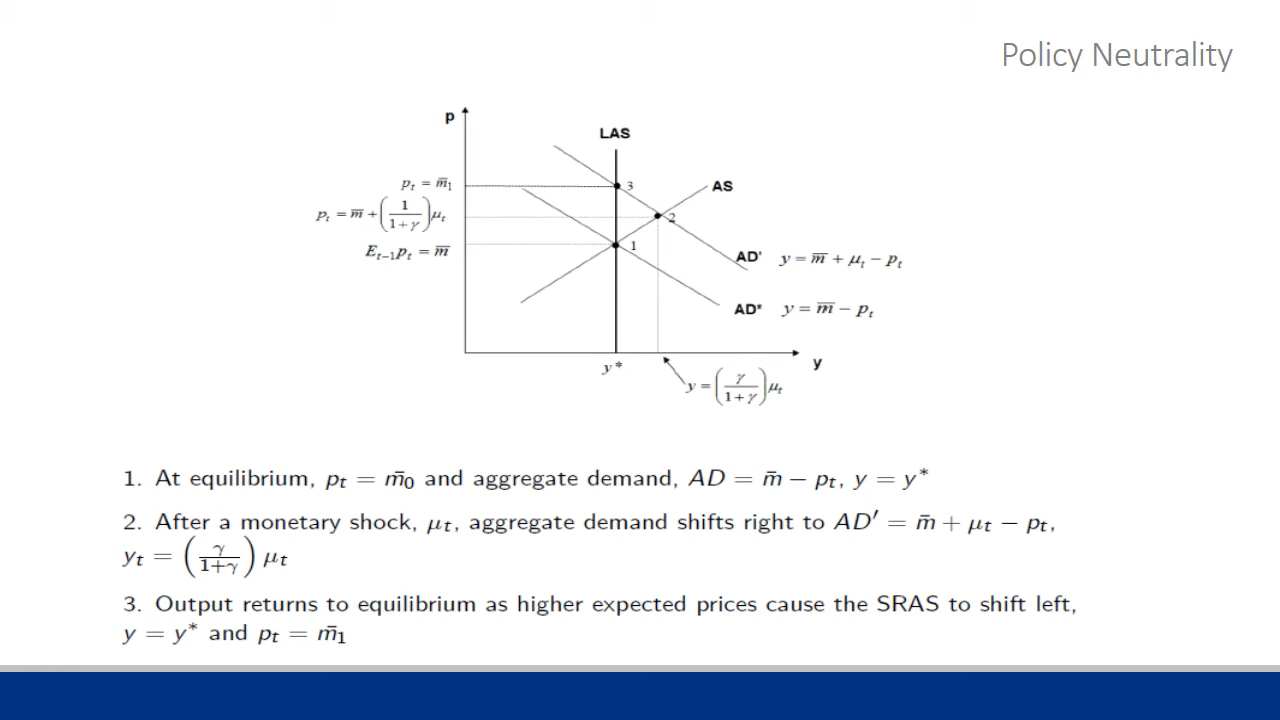 Policy Neutrality
p
LAS
p_t = m̄_1
3
AS
p_t = m̄ + (1/(1+γ)) μ_t
2
E_{t−1}p_t = m̄
1
AD' y = m̄ + μ_t − p_t
AD* y = m̄ − p_t
y*
y
y = (γ/(1+γ)) μ_t
1. At equilibrium, p_t = m̄_0 and aggregate demand, AD = m̄ − p_t, y = y*
2. After a monetary shock, μ_t, aggregate demand shifts right to AD′ = m̄ + μ_t − p_t,
y_t = (γ/(1+γ)) μ_t
3. Output returns to equilibrium as higher expected prices cause the SRAS to shift left,
y = y* and p_t = m̄_1